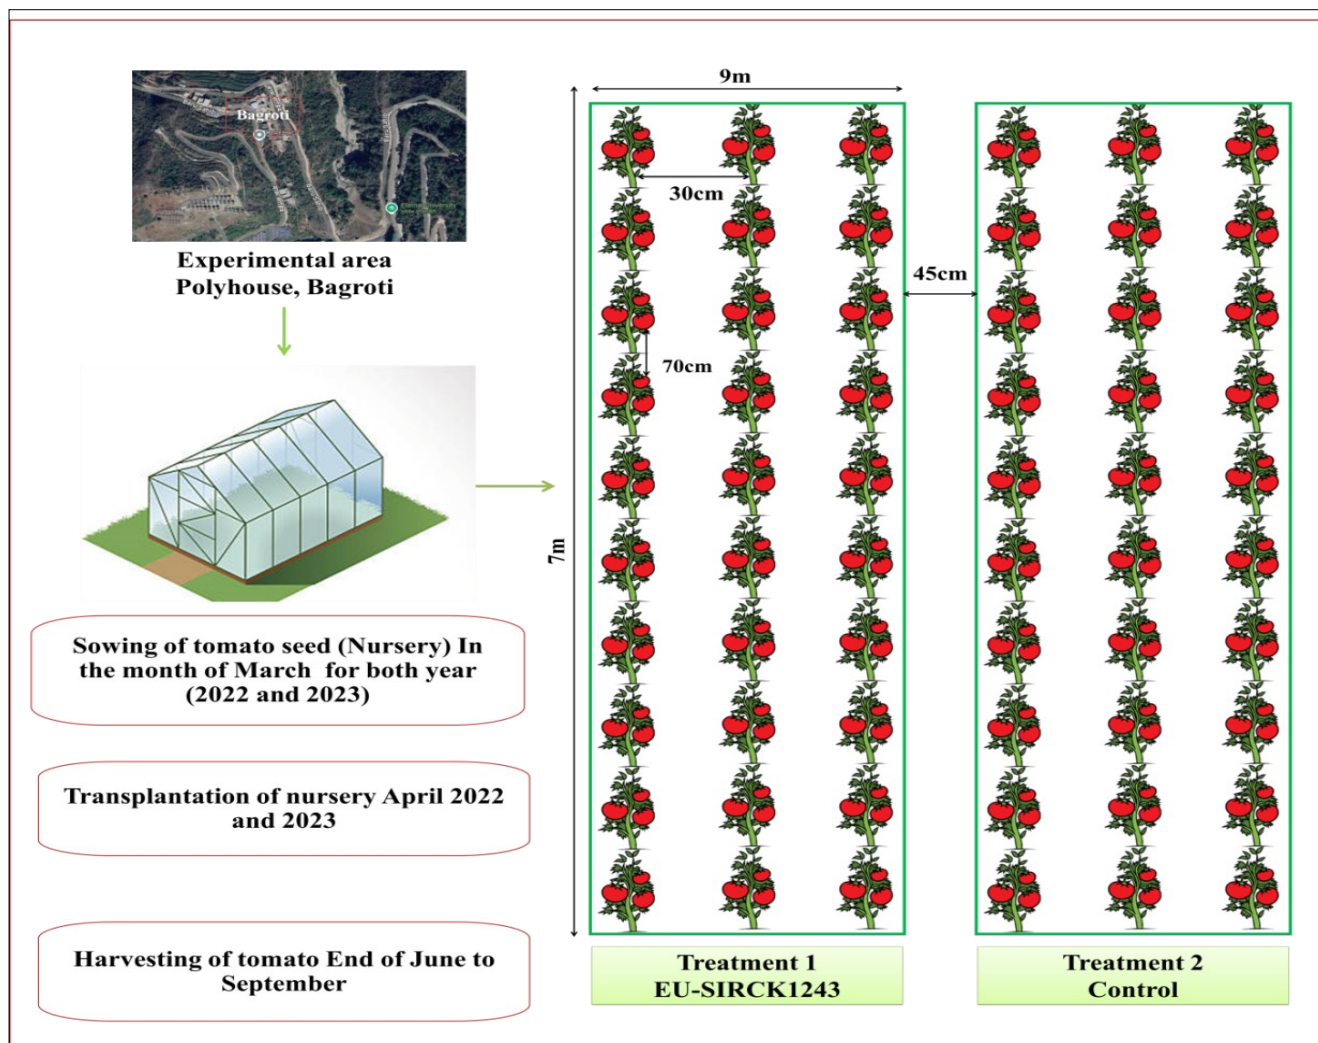 Bagroti
Experimental area
Polyhouse, Bagroti
Sowing of tomato seed (Nursery) In
the month of March for both year
(2022 and 2023)
Transplantation of nursery April 2022
and 2023
Harvesting of tomato End of June to
September
9m
7m
30cm
70cm
45cm
Treatment 1
EU-SIRCK1243
Treatment 2
Control